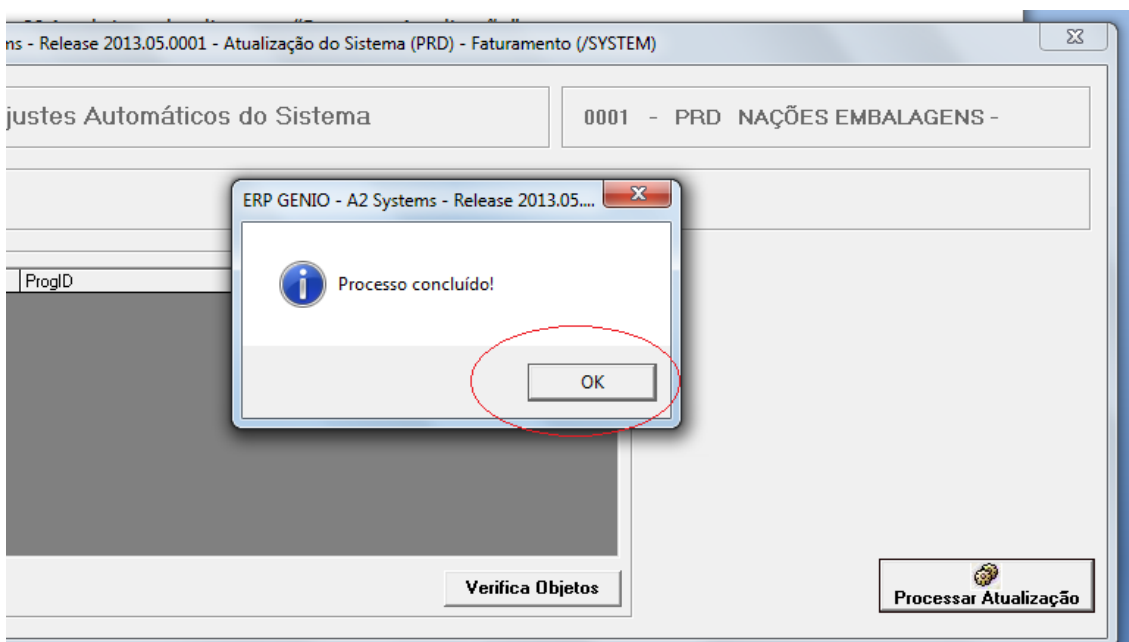 ns - Release 2013.05.0001 - Atualização do Sistema (PRD) - Faturamento (/SYSTEM)
justes Automáticos do Sistema
0001 - PRD NAÇÕES EMBALAGENS -
ERP GENIO - A2 Systems - Release 2013.05....
ProgID
Processo concluído!
OK
Verifica Objetos
Processar Atualização